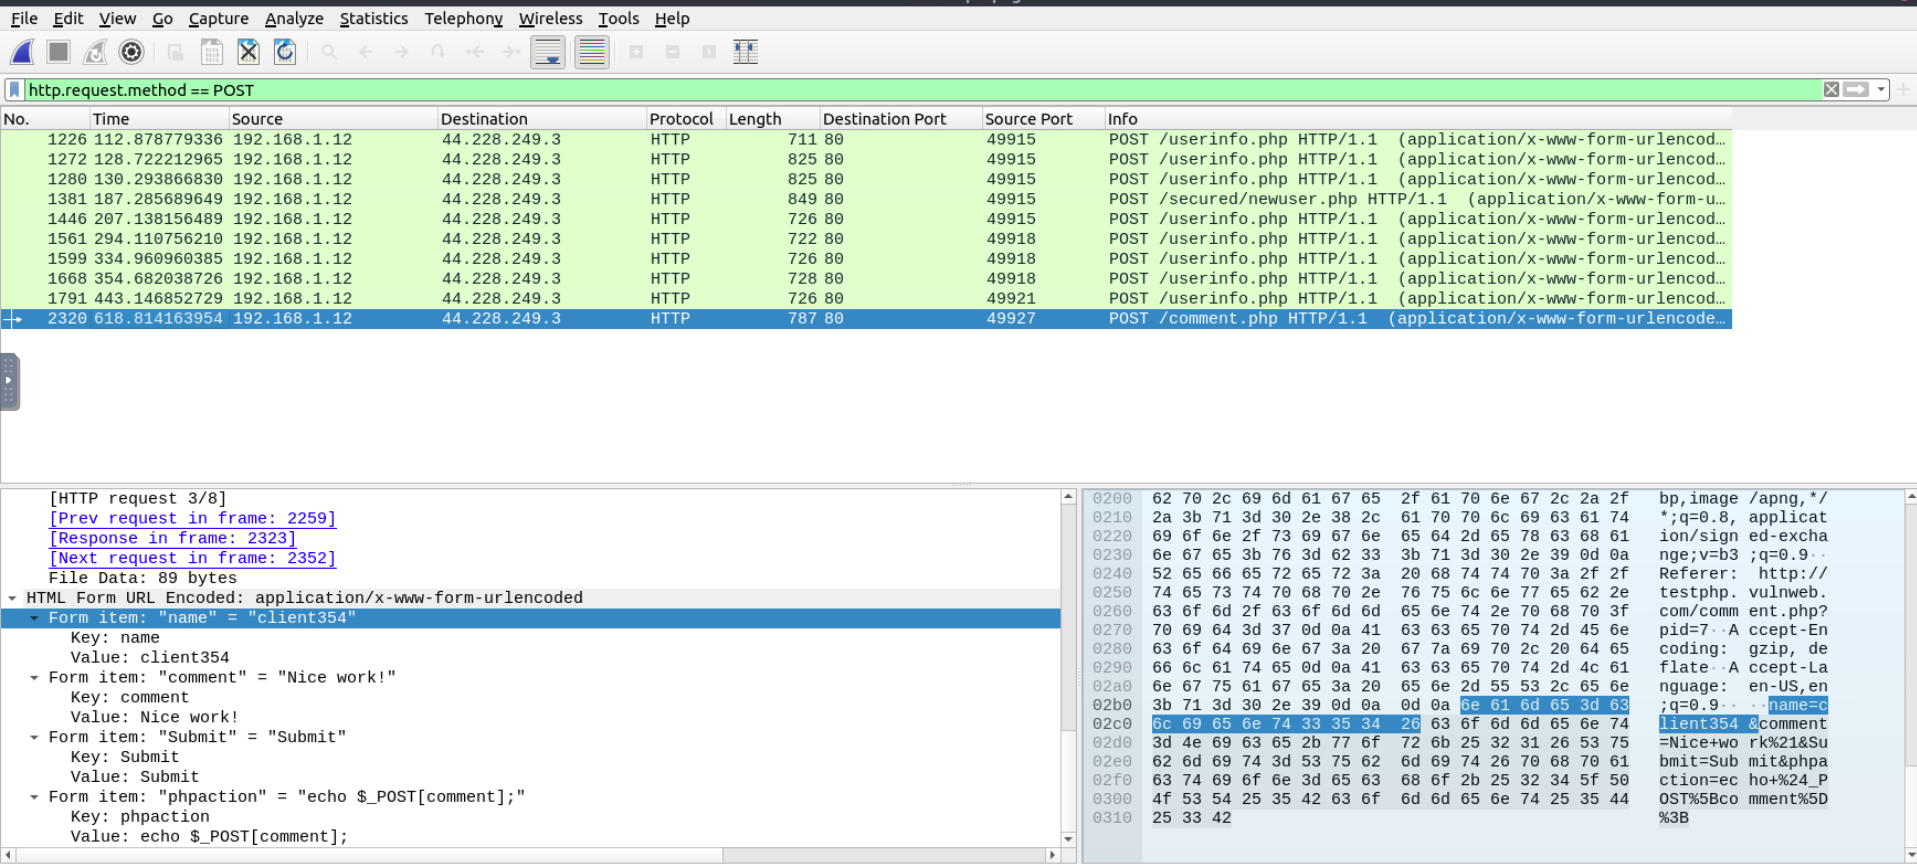 File Edit View Go Capture Analyze Statistics Telephony Wireless Tools Help
http.request.method == POST
No. Time Source Destination Protocol Length Destination Port Source Port Info
1226 112.878779336 192.168.1.12 44.228.249.3 HTTP 711 80 49915 POST /userinfo.php HTTP/1.1 (application/x-www-form-urlencod…
1272 128.722212965 192.168.1.12 44.228.249.3 HTTP 825 80 49915 POST /userinfo.php HTTP/1.1 (application/x-www-form-urlencod…
1280 130.293866830 192.168.1.12 44.228.249.3 HTTP 825 80 49915 POST /userinfo.php HTTP/1.1 (application/x-www-form-urlencod…
1381 187.285689649 192.168.1.12 44.228.249.3 HTTP 849 80 49915 POST /secured/newuser.php HTTP/1.1 (application/x-www-form-u…
1446 207.138156489 192.168.1.12 44.228.249.3 HTTP 726 80 49915 POST /userinfo.php HTTP/1.1 (application/x-www-form-urlencod…
1561 294.110756210 192.168.1.12 44.228.249.3 HTTP 722 80 49918 POST /userinfo.php HTTP/1.1 (application/x-www-form-urlencod…
1599 334.960960385 192.168.1.12 44.228.249.3 HTTP 726 80 49918 POST /userinfo.php HTTP/1.1 (application/x-www-form-urlencod…
1668 354.682038726 192.168.1.12 44.228.249.3 HTTP 728 80 49918 POST /userinfo.php HTTP/1.1 (application/x-www-form-urlencod…
1791 443.146852729 192.168.1.12 44.228.249.3 HTTP 726 80 49921 POST /userinfo.php HTTP/1.1 (application/x-www-form-urlencod…
2320 618.814163954 192.168.1.12 44.228.249.3 HTTP 787 80 49927 POST /comment.php HTTP/1.1 (application/x-www-form-urlencode…
[HTTP request 3/8]
[Prev request in frame: 2259]
[Response in frame: 2323]
[Next request in frame: 2352]
File Data: 89 bytes
HTML Form URL Encoded: application/x-www-form-urlencoded
Form item: "name" = "client354"
Key: name
Value: client354
Form item: "comment" = "Nice work!"
Key: comment
Value: Nice work!
Form item: "Submit" = "Submit"
Key: Submit
Value: Submit
Form item: "phpaction" = "echo $_POST[comment];"
Key: phpaction
Value: echo $_POST[comment];
0200 62 70 2c 69 6d 61 67 65 2f 61 70 6e 67 2c 2a 2f bp,image /apng,*/
0210 2a 3b 71 3d 30 2e 38 2c 61 70 70 6c 69 63 61 74 *;q=0.8, applicat
0220 69 6f 6e 2f 73 69 67 6e 65 64 2d 65 78 63 68 61 ion/sign ed-excha
0230 6e 67 65 3b 76 3d 62 33 3b 71 3d 30 2e 39 0d 0a nge;v=b3 ;q=0.9··
0240 52 65 66 65 72 65 72 3a 20 68 74 74 70 3a 2f 2f Referer: http://
0250 74 65 73 74 70 68 70 2e 76 75 6c 6e 77 65 62 2e testphp. vulnweb.
0260 63 6f 6d 2f 63 6f 6d 6d 65 6e 74 2e 70 68 70 3f com/comm ent.php?
0270 70 69 64 3d 37 0d 0a 41 63 63 65 70 74 2d 45 6e pid=7··A ccept-En
0280 63 6f 64 69 6e 67 3a 20 67 7a 69 70 2c 20 64 65 coding: gzip, de
0290 66 6c 61 74 65 0d 0a 41 63 63 65 70 74 2d 4c 61 flate··A ccept-La
02a0 6e 67 75 61 67 65 3a 20 65 6e 2d 55 53 2c 65 6e nguage: en-US,en
02b0 3b 71 3d 30 2e 39 0d 0a 0d 0a 6e 61 6d 65 3d 63 ;q=0.9·· ··name=c
02c0 6c 69 65 6e 74 33 35 34 26 63 6f 6d 6d 65 6e 74 lient354 &comment
02d0 3d 4e 69 63 65 2b 77 6f 72 6b 25 32 31 26 53 75 =Nice+wo rk%21&Su
02e0 62 6d 69 74 3d 53 75 62 6d 69 74 26 70 68 70 61 bmit=Sub mit&phpa
02f0 63 74 69 6f 6e 3d 65 63 68 6f 2b 25 32 34 5f 50 ction=ec ho+%24_P
0300 4f 53 54 25 35 42 63 6f 6d 6d 65 6e 74 25 35 44 OST%5Bco mment%5D
0310 25 33 42 %3B